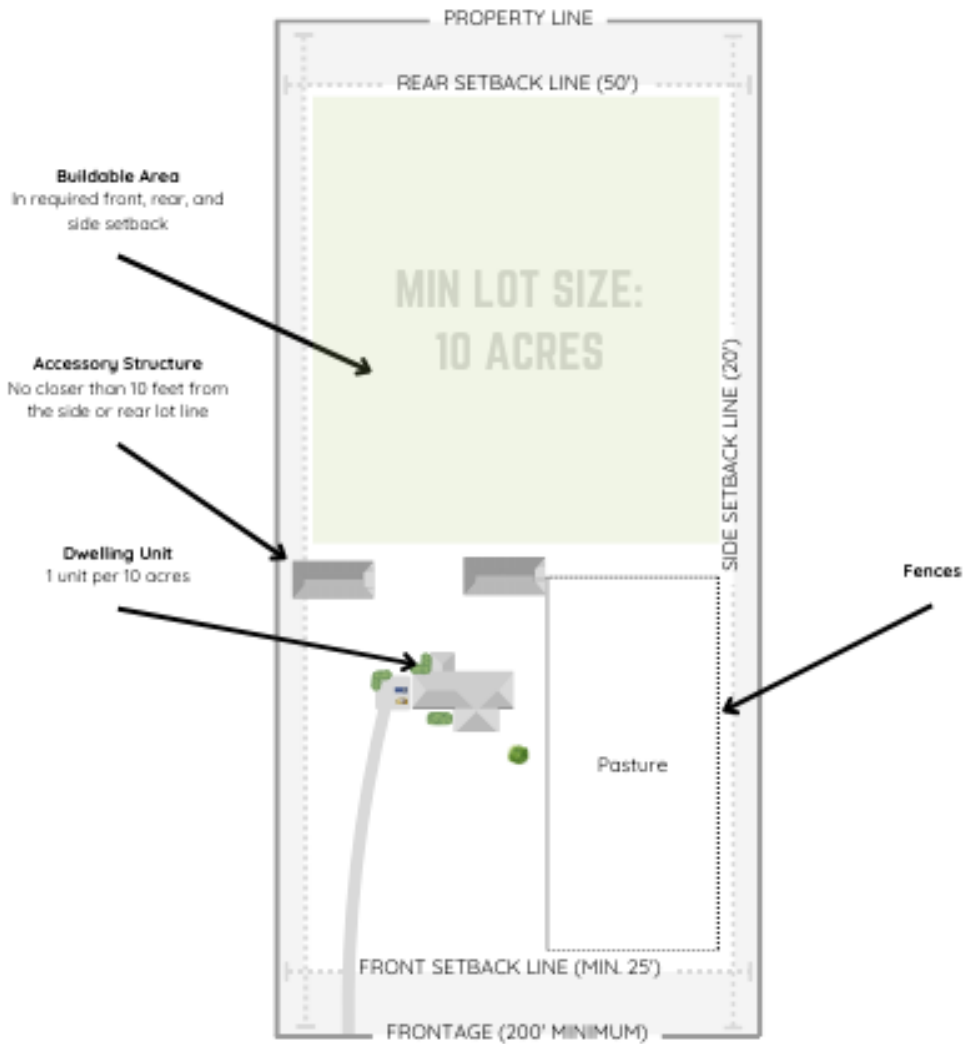 PROPERTY LINE
REAR SETBACK LINE (50')
Buildable Area
In required front, rear, and
side setback
MIN LOT SIZE:
10 ACRES
Accessory Structure
No closer than 10 feet from
the side or rear lot line
SIDE SETBACK LINE (20')
Dwelling Unit
1 unit per 10 acres
Fences
Pasture
FRONT SETBACK LINE (MIN. 25')
FRONTAGE (200' MINIMUM)